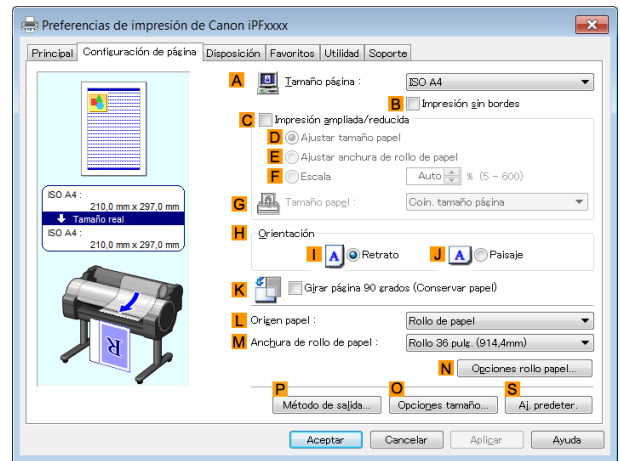 Preferencias de impresión de Canon iPFxxxx
Principal Configuración de página Disposición Favoritos Utilidad Soporte
A Tamaño página : ISO A4
B Impresión sin bordes
C Impresión ampliada/reducida
D Ajustar tamaño papel
E Ajustar anchura de rollo de papel
F Escala Auto % (5 - 600)
ISO A4 :
210,0 mm x 297,0 mm
Tamaño real
ISO A4 :
210,0 mm x 297,0 mm
G Tamaño papel : Coin. tamaño página
H Orientación
I A Retrato J A Paisaje
K Girar página 90 grados (Conservar papel)
R
L Origen papel : Rollo de papel
M Anchura de rollo de papel : Rollo 36 pulg. (914,4mm)
N Opciones rollo papel...
P O S
Método de salida... Opciones tamaño... Aj. predeter.
Aceptar Cancelar Aplicar Ayuda